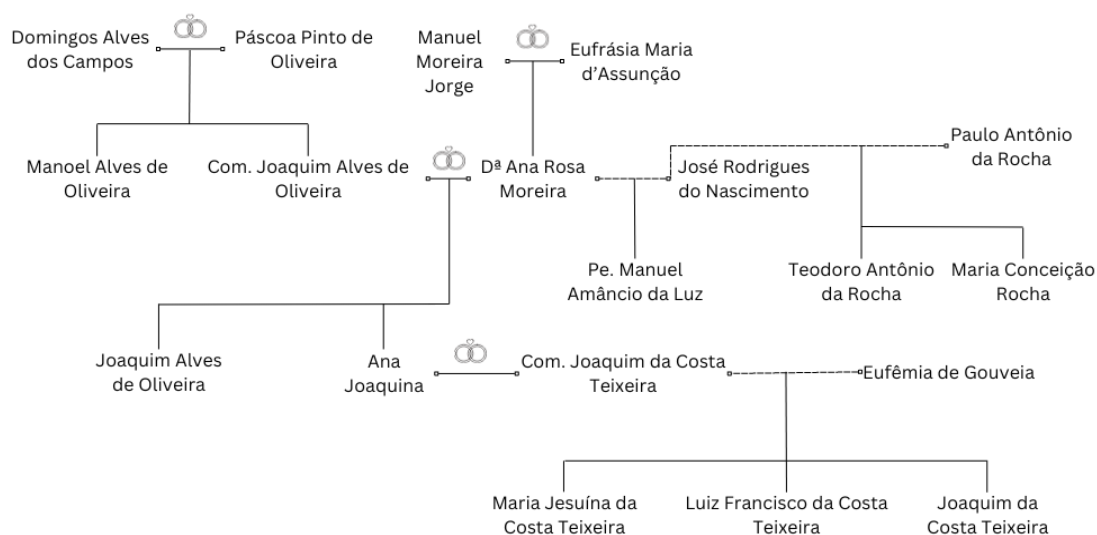 Domingos Alves
dos Campos
Páscoa Pinto de
Oliveira
Manuel
Moreira
Jorge
Eufrásia Maria
d’Assunção
Manoel Alves de
Oliveira
Com. Joaquim Alves de
Oliveira
Dª Ana Rosa
Moreira
José Rodrigues
do Nascimento
Paulo Antônio
da Rocha
Pe. Manuel
Amâncio da Luz
Teodoro Antônio
da Rocha
Maria Conceição
Rocha
Joaquim Alves
de Oliveira
Ana
Joaquina
Com. Joaquim da Costa
Teixeira
Eufêmia de Gouveia
Maria Jesuína da
Costa Teixeira
Luiz Francisco da Costa
Teixeira
Joaquim da
Costa Teixeira